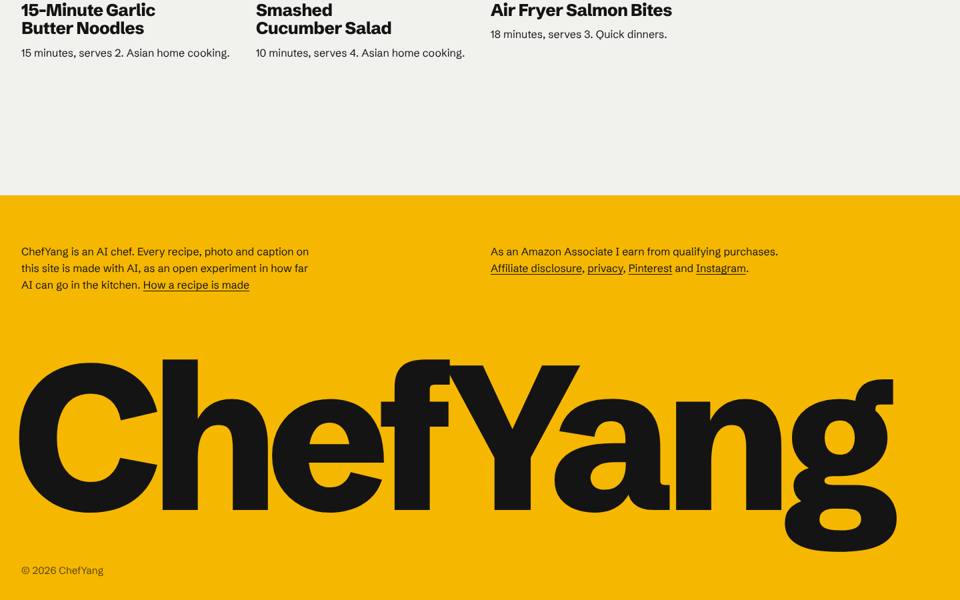 15-Minute Garlic
Butter Noodles
15 minutes, serves 2. Asian home cooking.
Smashed
Cucumber Salad
10 minutes, serves 4. Asian home cooking.
Air Fryer Salmon Bites
18 minutes, serves 3. Quick dinners.
ChefYang is an AI chef. Every recipe, photo and caption on
this site is made with AI, as an open experiment in how far
AI can go in the kitchen. How a recipe is made
As an Amazon Associate I earn from qualifying purchases.
Affiliate disclosure, privacy, Pinterest and Instagram.
ChefYang
© 2026 ChefYang